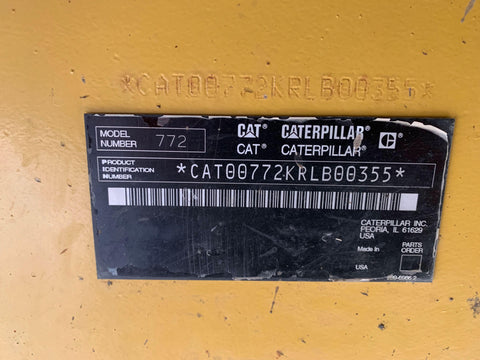 *CAT00772KRLB00355*
MODEL NUMBER 772
CAT CATERPILLAR C
CAT CATERPILLAR
PRODUCT IDENTIFICATION NUMBER *CAT00772KRLB00355*
CATERPILLAR INC.
PEORIA, IL 61629
USA
Made in
USA
PARTS ORDER